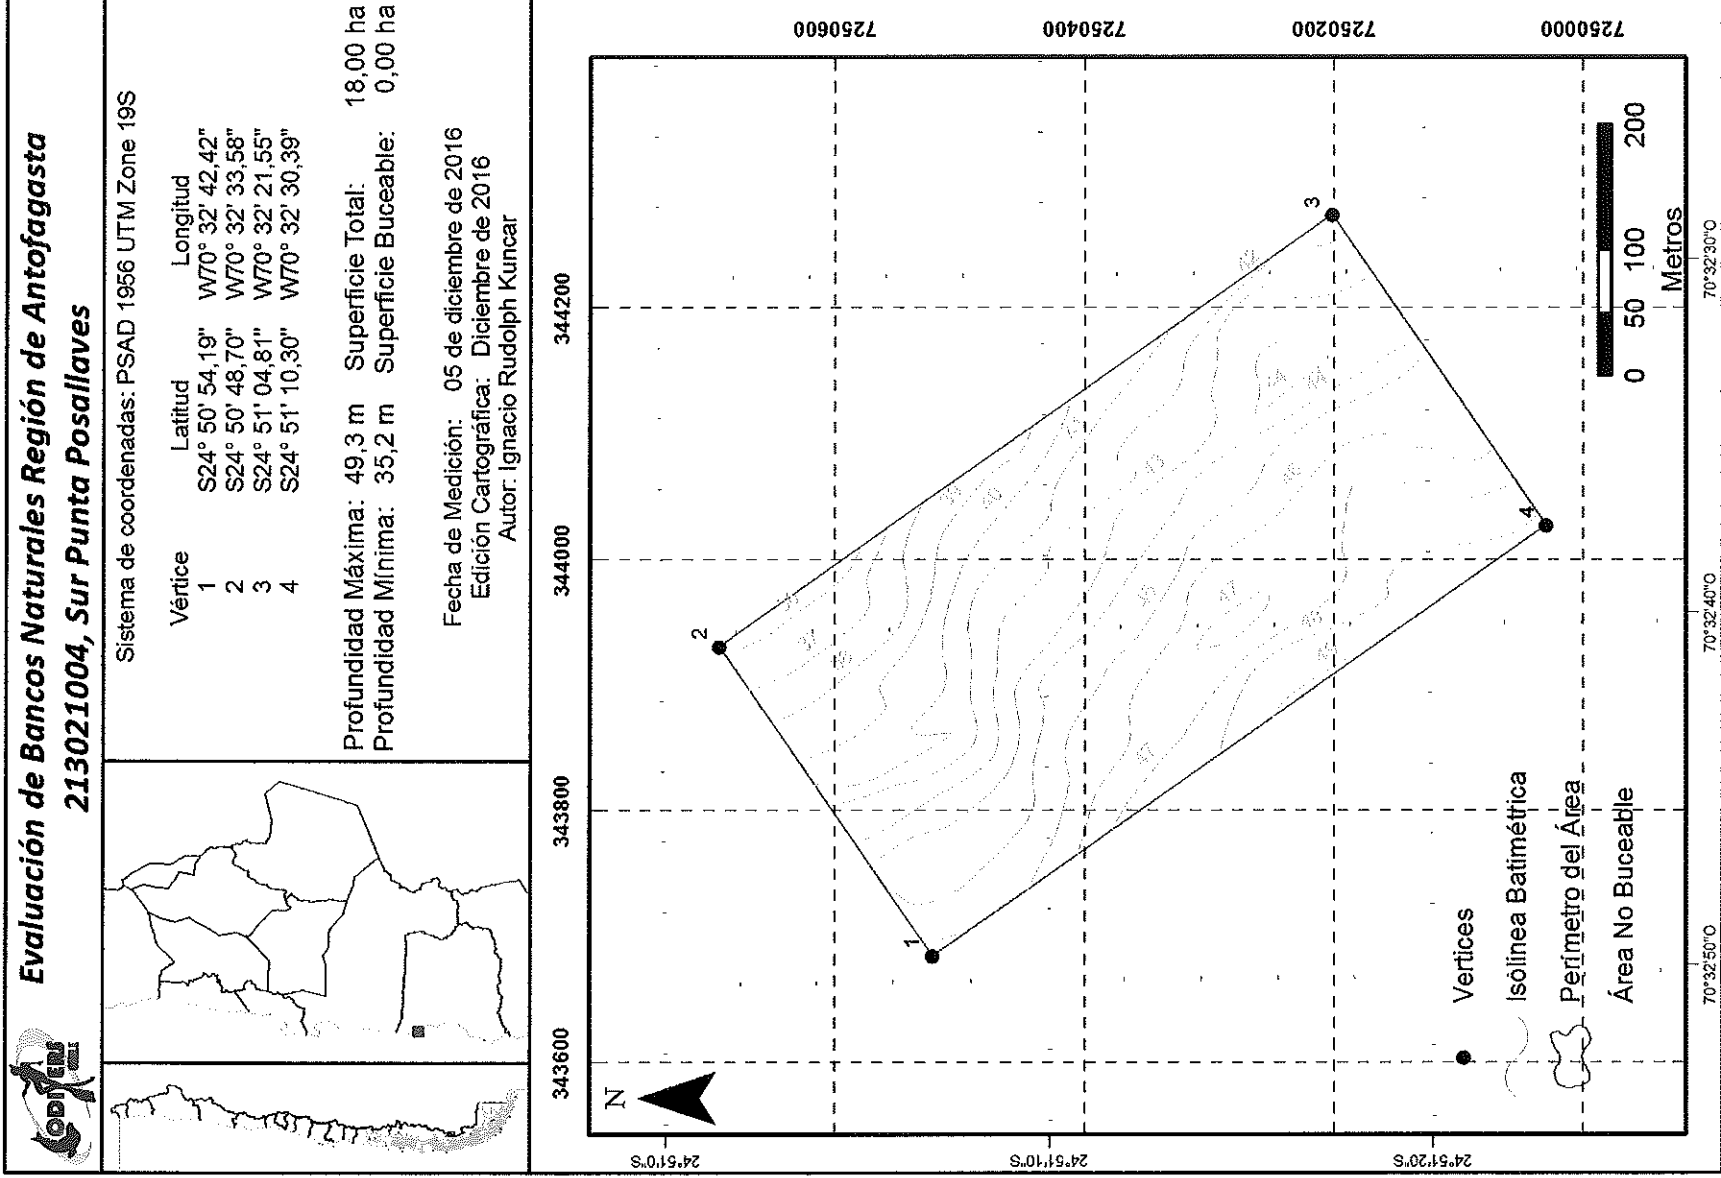 ODIVERS
CHILE
Evaluación de Bancos Naturales Región de Antofagasta
213021004, Sur Punta Posallaves
Sistema de coordenadas: PSAD 1956 UTM Zone 19S
Vértice Latitud Longitud
1 S24° 50' 54,19" W70° 32' 42,42"
2 S24° 50' 48,70" W70° 32' 33,58"
3 S24° 51' 04,81" W70° 32' 21,55"
4 S24° 51' 10,30" W70° 32' 30,39"
Profundidad Máxima: 49,3 m Superficie Total: 18,00 ha
Profundidad Mínima: 35,2 m Superficie Buceable: 0,00 ha
Fecha de Medición: 05 de diciembre de 2016
Edición Cartográfica: Diciembre de 2016
Autor: Ignacio Rudolph Kuncar
343600 343800 344000 344200
N
24°51'0"S
24°51'10"S
24°51'20"S
7250600
7250400
7250200
7250000
1
2
3
4
Vertices
Isólinea Batimétrica
Perímetro del Área
Área No Buceable
0 50 100 200
Metros
70°32'50"O 70°32'40"O 70°32'30"O